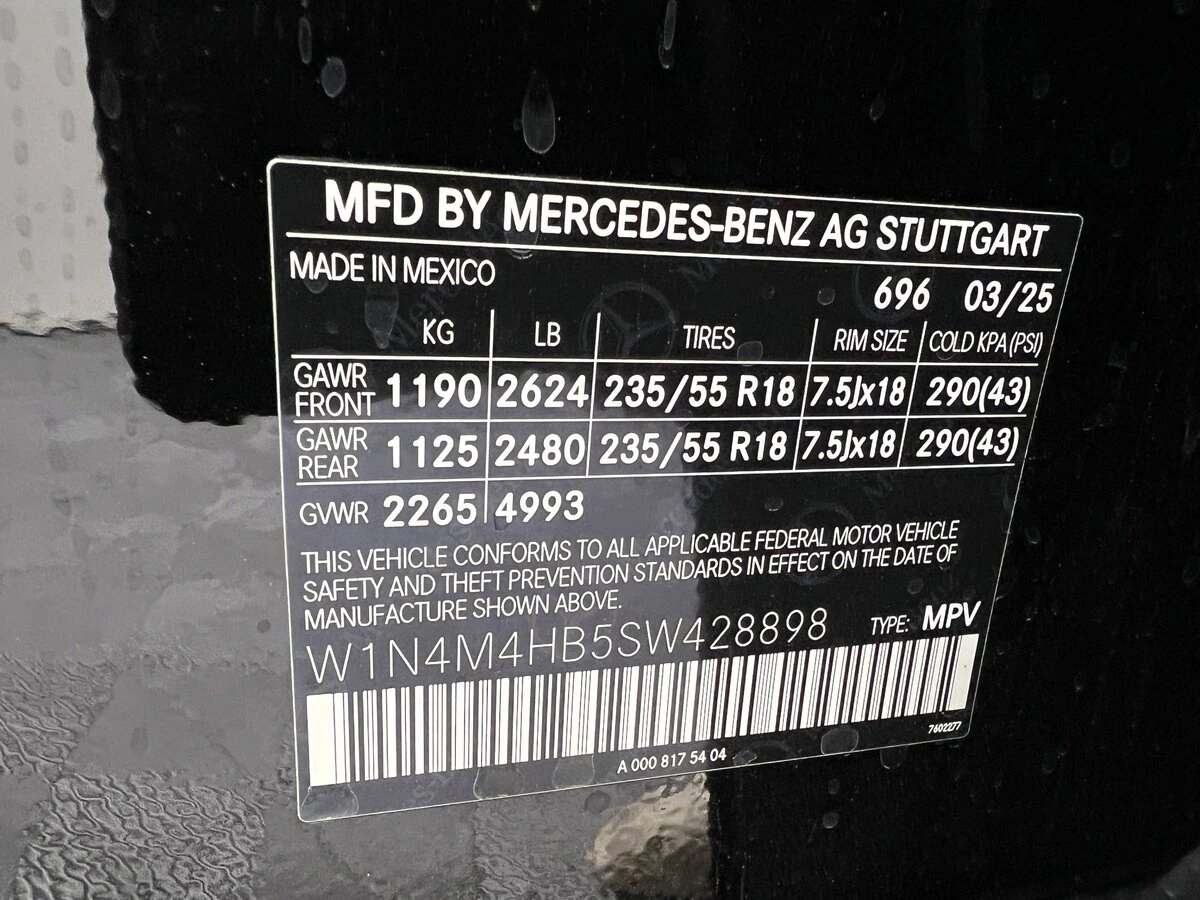 MFD BY MERCEDES-BENZ AG STUTTGART
MADE IN MEXICO
696 03/25
KG LB TIRES RIM SIZE COLD KPA (PSI)
GAWR FRONT 1190 2624 235/55 R18 7.5Jx18 290(43)
GAWR REAR 1125 2480 235/55 R18 7.5Jx18 290(43)
GVWR 2265 4993
THIS VEHICLE CONFORMS TO ALL APPLICABLE FEDERAL MOTOR VEHICLE
SAFETY AND THEFT PREVENTION STANDARDS IN EFFECT ON THE DATE OF
MANUFACTURE SHOWN ABOVE.
W1N4M4HB5SW428898 TYPE: MPV
7602277
A 000 817 54 04